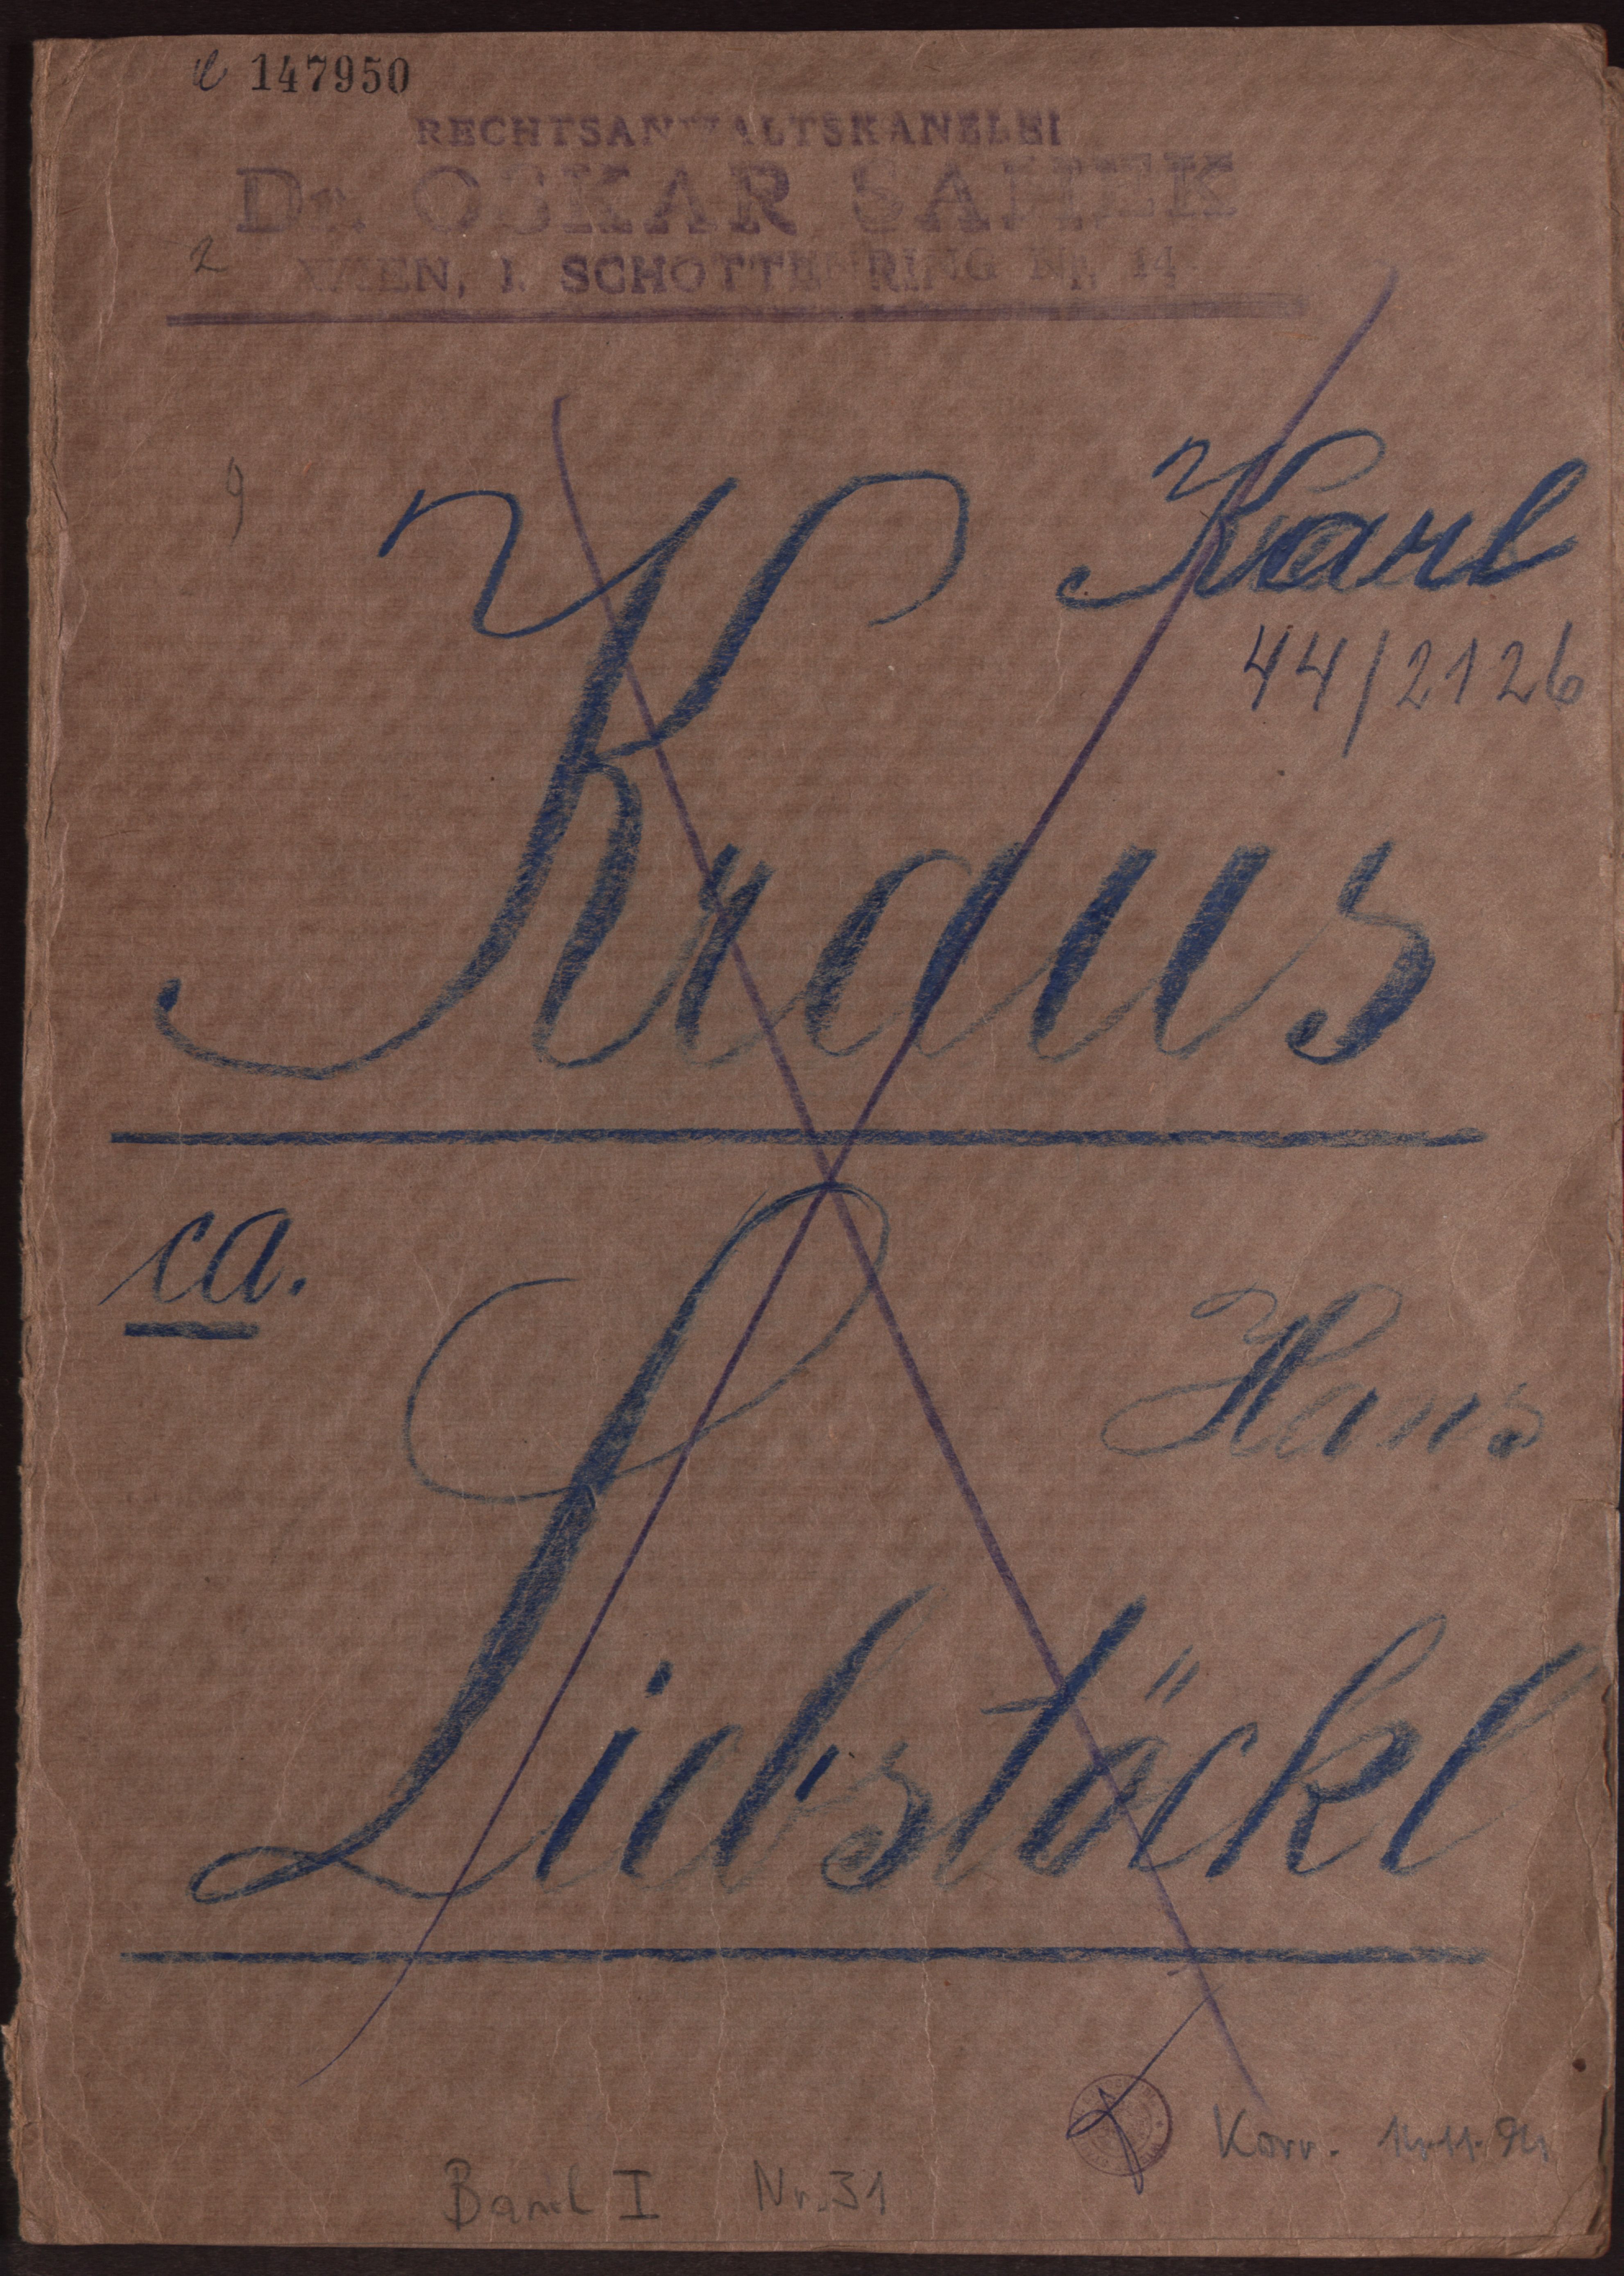 147950
RECHTSANWALTSKANZLEI
Dr. OSKAR SAMEK
WIEN, I. SCHOTTENRING Nr. 14
2
Karl
44/2126
Kraus
ca.
Hans
Liebstöckl
Korr.
Band I Nr. 31